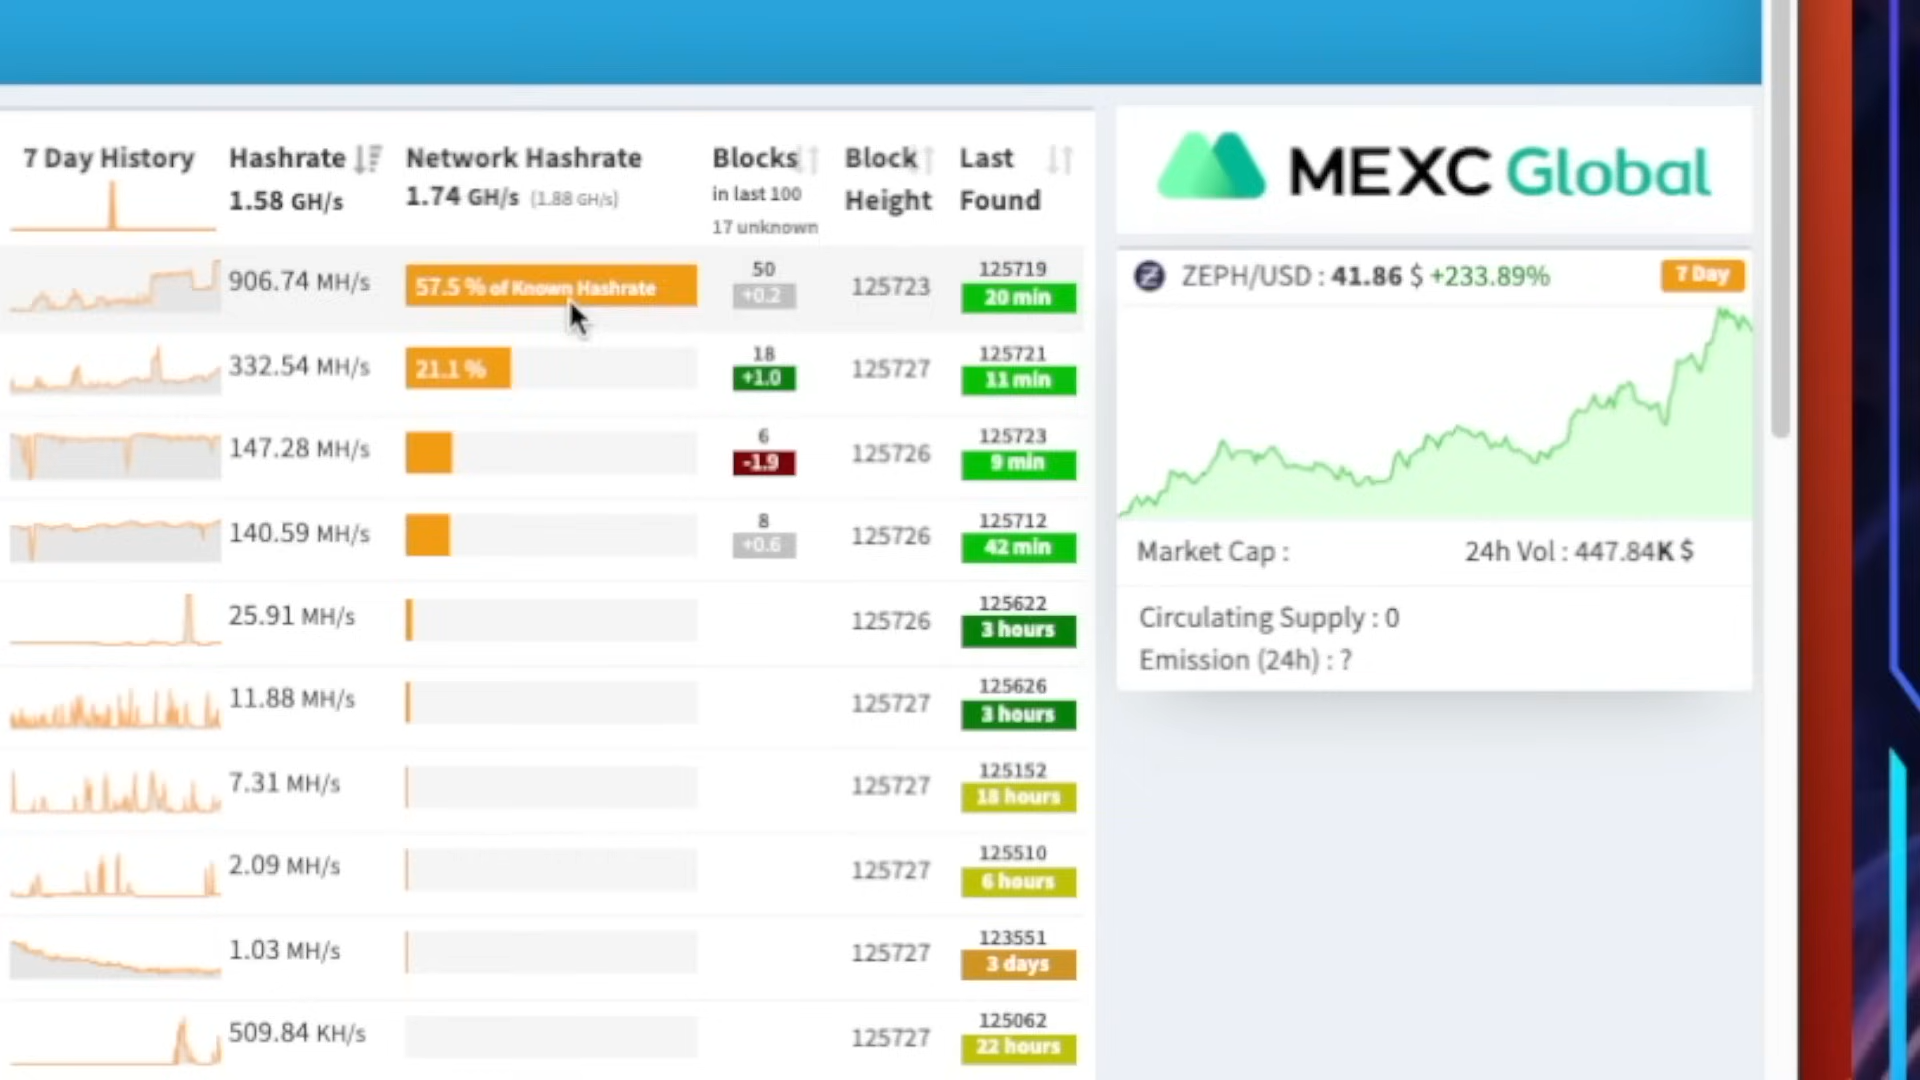 7 Day History Hashrate Network Hashrate Blocks Block Height Last Found
1.58 GH/s 1.74 GH/s (1.88 GH/s) in last 100
17 unknown
906.74 MH/s 57.5 % of Known Hashrate 50 +0.2 125723 125719 20 min
332.54 MH/s 21.1 % 18 +1.0 125727 125721 11 min
147.28 MH/s 6 -1.9 125726 125723 9 min
140.59 MH/s 8 +0.6 125726 125712 42 min
25.91 MH/s 125726 125622 3 hours
11.88 MH/s 125727 125626 3 hours
7.31 MH/s 125727 125152 18 hours
2.09 MH/s 125727 125510 6 hours
1.03 MH/s 125727 123551 3 days
509.84 KH/s 125727 125062 22 hours
MEXC Global
ZEPH/USD : 41.86 $ +233.89% 7 Day
Market Cap : 24h Vol : 447.84K $
Circulating Supply : 0
Emission (24h) : ?